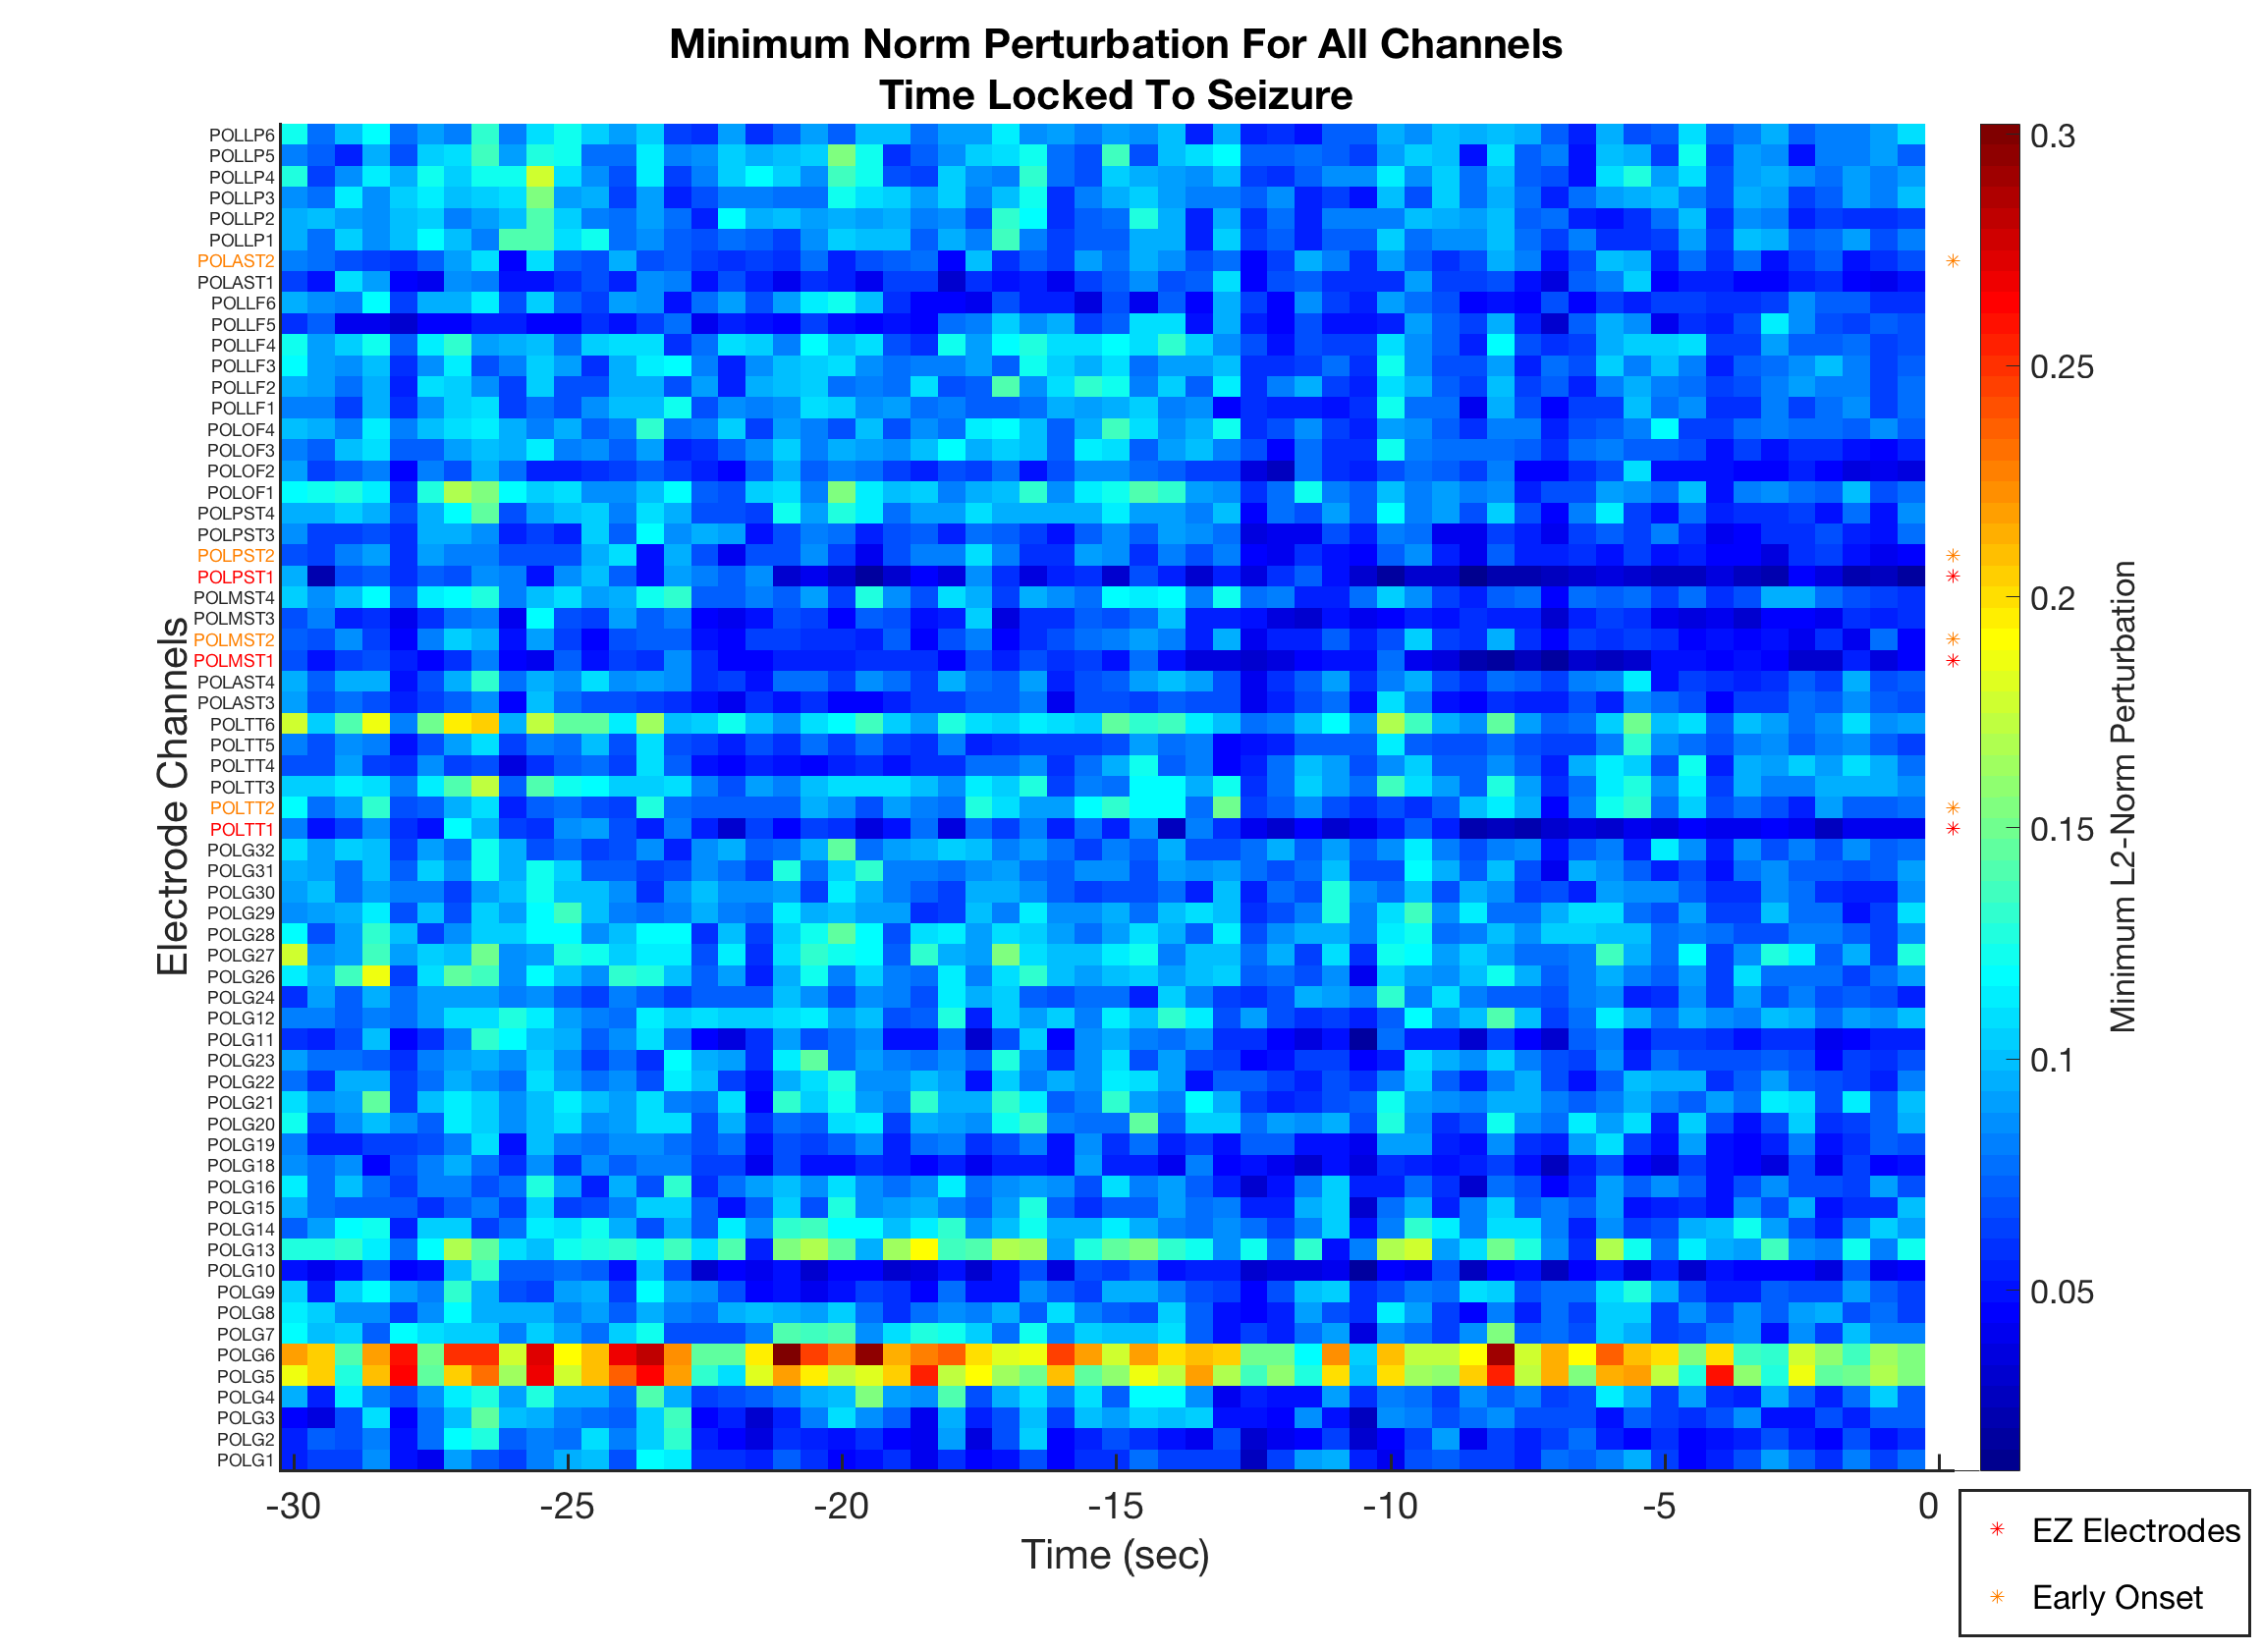 Minimum Norm Perturbation For All Channels
Time Locked To Seizure
POLLP6
POLLP5
POLLP4
POLLP3
POLLP2
POLLP1
POLAST2
POLAST1
POLLF6
POLLF5
POLLF4
POLLF3
POLLF2
POLLF1
POLOF4
POLOF3
POLOF2
POLOF1
POLPST4
POLPST3
POLPST2
POLPST1
POLMST4
POLMST3
POLMST2
POLMST1
POLAST4
POLAST3
POLTT6
POLTT5
POLTT4
POLTT3
POLTT2
POLTT1
POLG32
POLG31
POLG30
POLG29
POLG28
POLG27
POLG26
POLG24
POLG12
POLG11
POLG23
POLG22
POLG21
POLG20
POLG19
POLG18
POLG16
POLG15
POLG14
POLG13
POLG10
POLG9
POLG8
POLG7
POLG6
POLG5
POLG4
POLG3
POLG2
POLG1
Electrode Channels
-30 -25 -20 -15 -10 -5 0
Time (sec)
0.3
0.25
0.2
0.15
0.1
0.05
Minimum L2-Norm Perturbation
EZ Electrodes
Early Onset